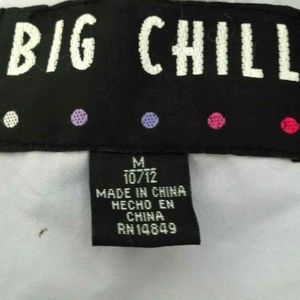 BIG CHILL
M
10/12
MADE IN CHINA
HECHO EN
CHINA
RN14849